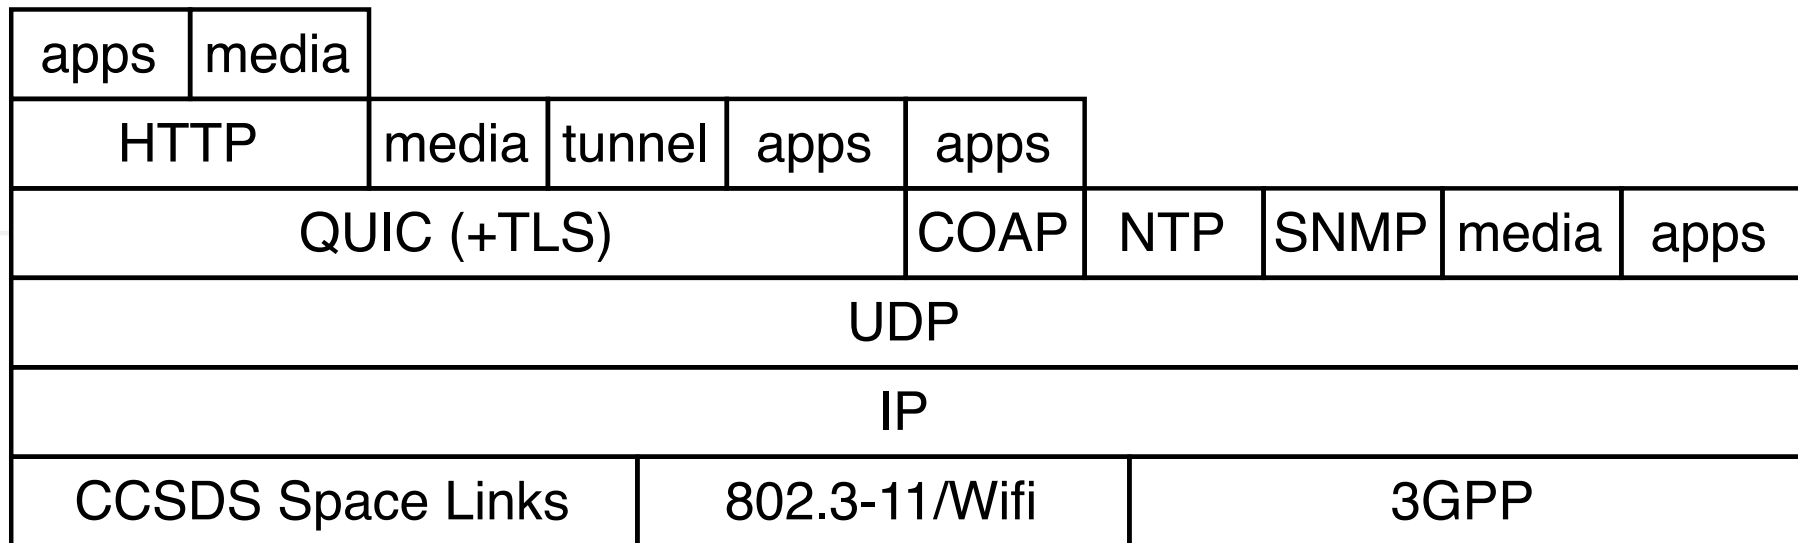 apps media
HTTP media tunnel apps apps
QUIC (+TLS) COAP NTP SNMP media apps
UDP
IP
CCSDS Space Links 802.3-11/Wifi 3GPP